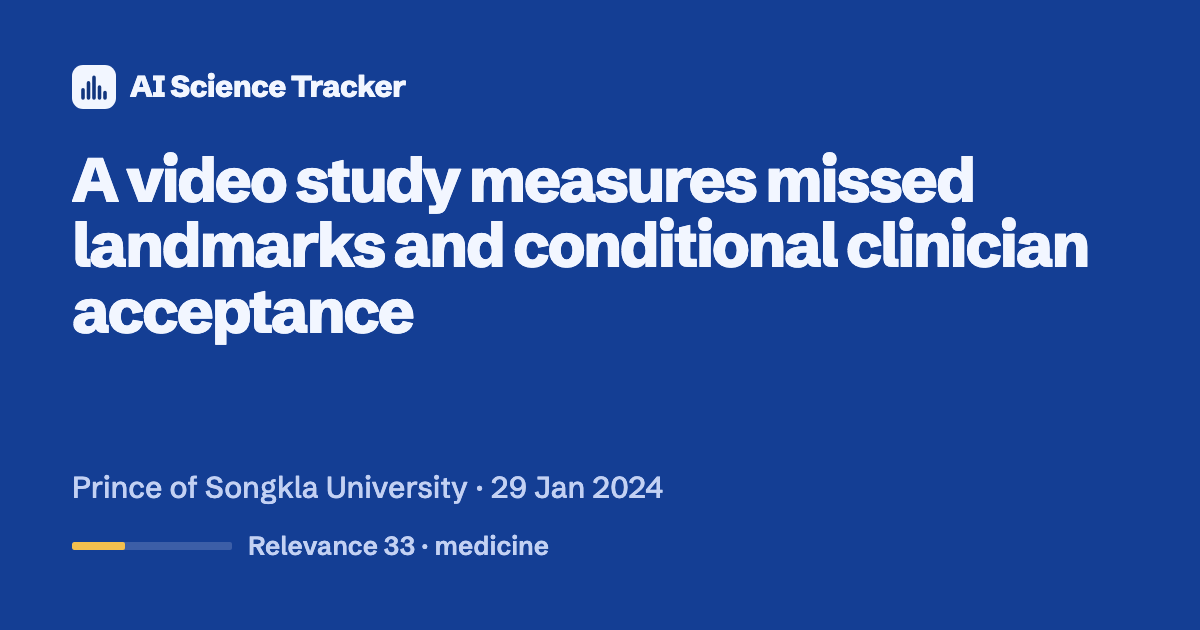 AI Science Tracker
A video study measures missed
landmarks and conditional clinician
acceptance
Prince of Songkla University · 29 Jan 2024
Relevance 33 · medicine